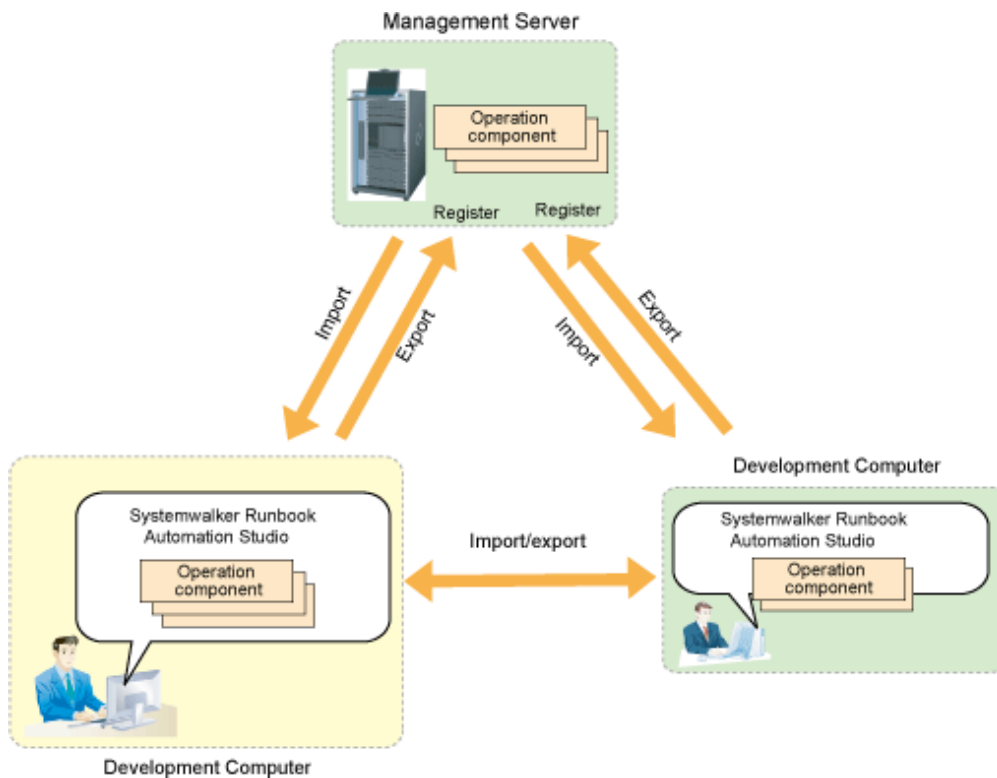 Management Server
Operation
component
Register
Register
Import
Export
Import
Export
Development Computer
Systemwalker Runbook
Automation Studio
Operation
component
Import/export
Systemwalker Runbook
Automation Studio
Operation
component
Development Computer